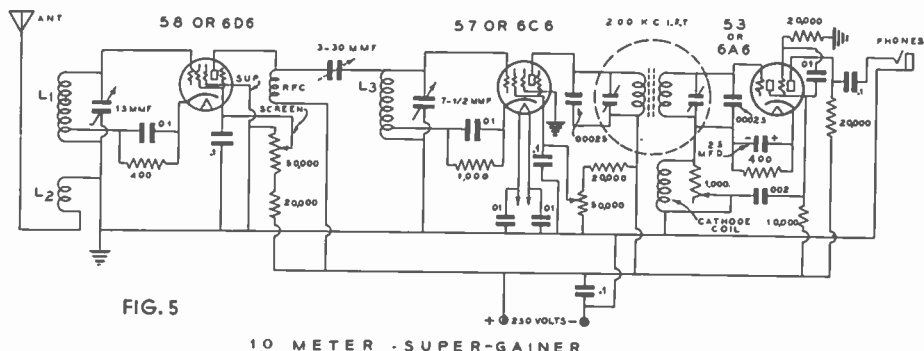 ANT
58 OR 6D6
57 OR 6C6
200 K C I.F.T
53
OR
6A6
20,000
PHONES
3-30 MMF
SUP.
RFC
L3
L1
15 MMF
SCREEN
.01
400
.1
50,000
20,000
L2
7-1/2 MMF
.01
1,000
.1
.01
.01
.00025
20,000
50,000
.00025
25
MFD
- +
400
1,000
.002
CATHODE
COIL
10,000
.01
.1
20,000
FIG. 5
+ 250 VOLTS -
.1
10 METER - SUPER-GAINER